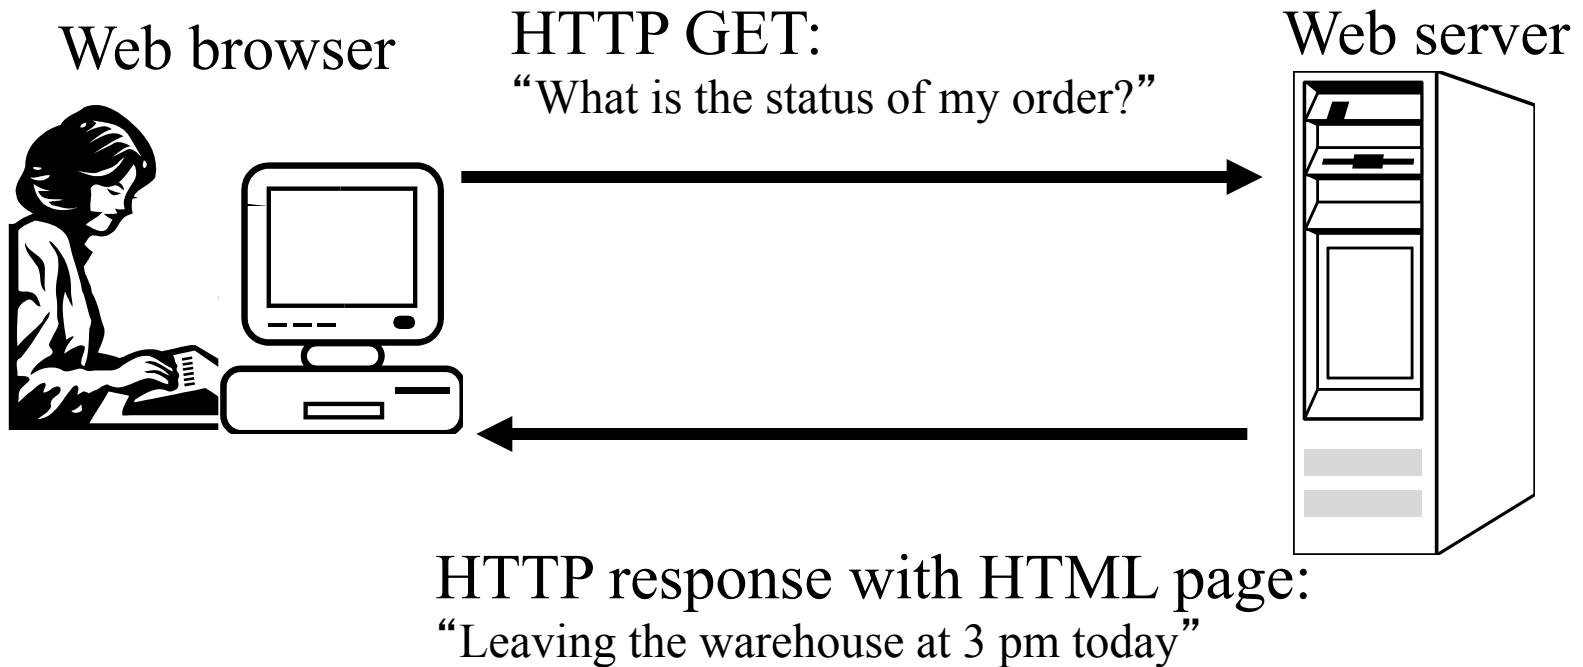 Web browser
HTTP GET:
“What is the status of my order?”
Web server
HTTP response with HTML page:
“Leaving the warehouse at 3 pm today”